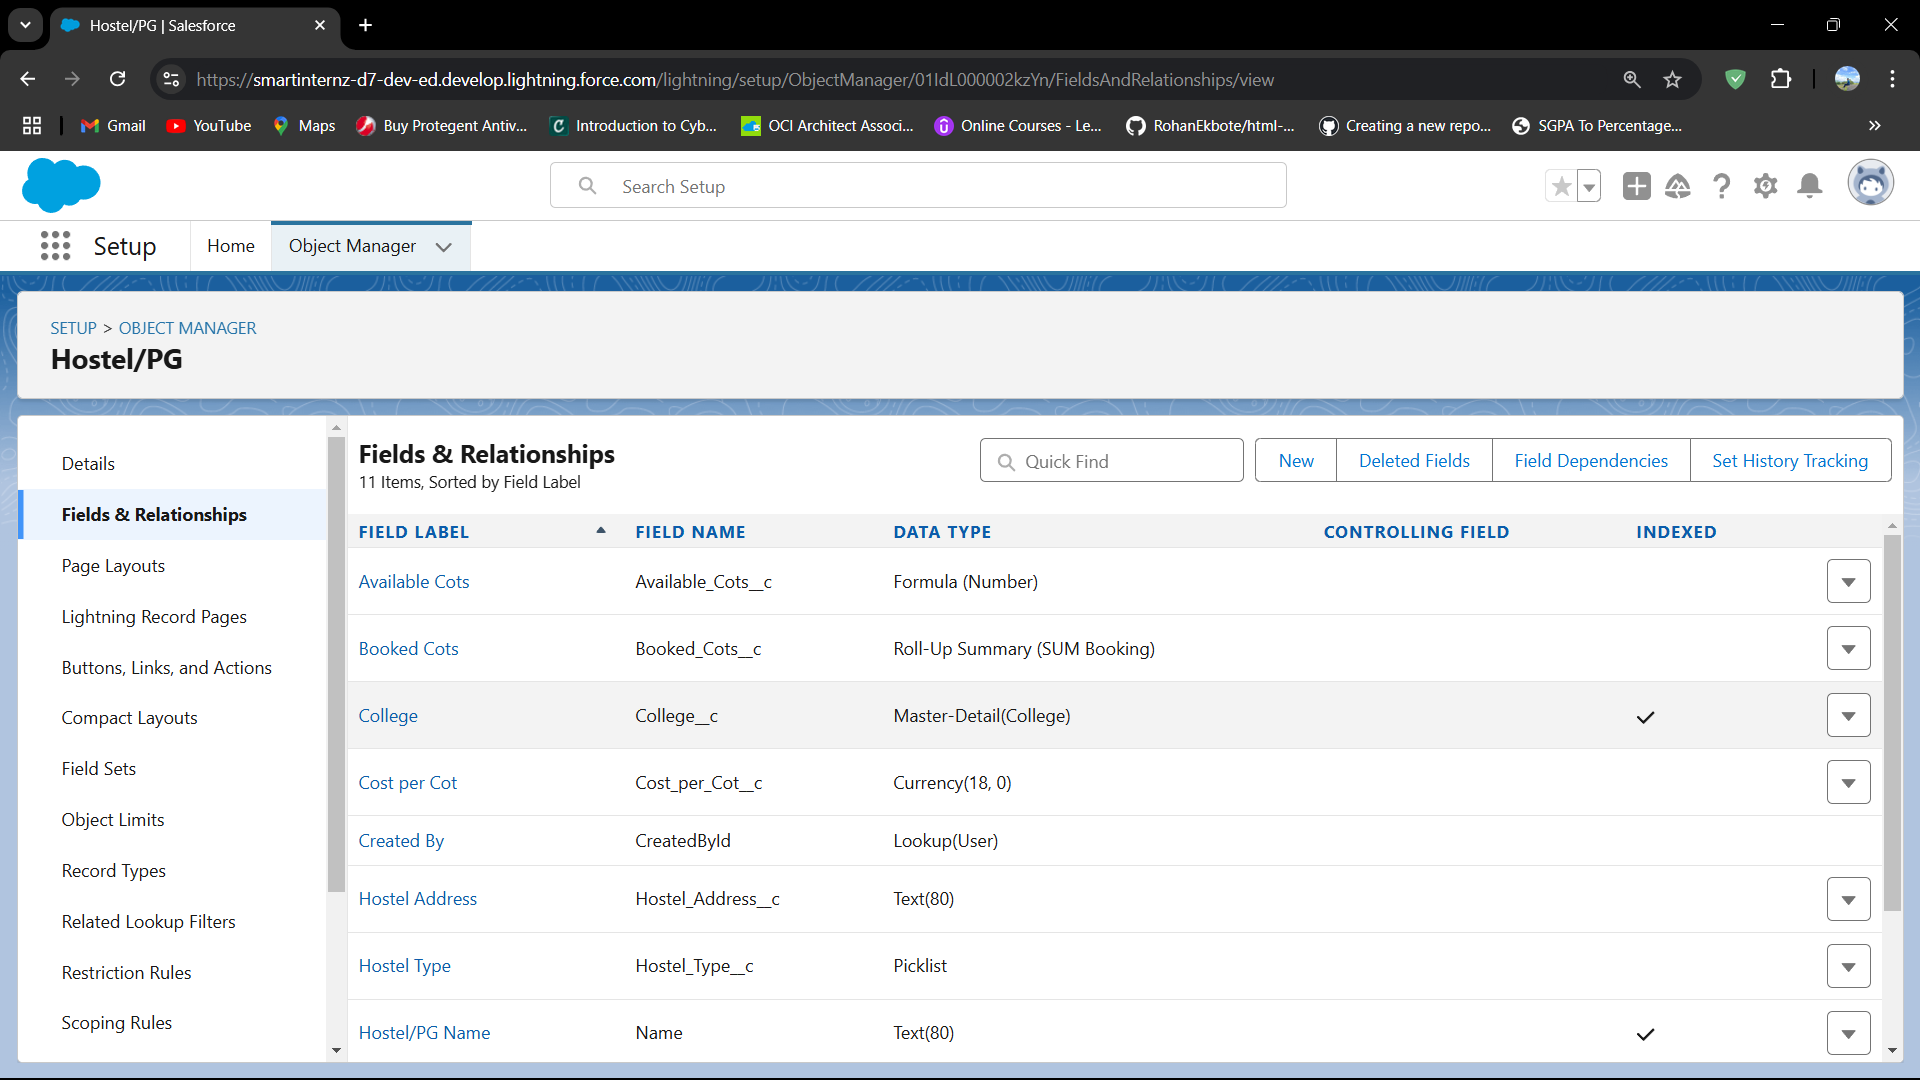 Hostel/PG | Salesforce
https://smartinternz-d7-dev-ed.develop.lightning.force.com/lightning/setup/ObjectManager/01IdL000002kzYn/FieldsAndRelationships/view
Gmail YouTube Maps Buy Protegent Antiv... Introduction to Cyb... OCI Architect Associ... Online Courses - Le... RohanEkbote/html-... Creating a new repo... SGPA To Percentage...
Search Setup
Setup Home Object Manager
SETUP > OBJECT MANAGER
Hostel/PG
Details
Fields & Relationships
Page Layouts
Lightning Record Pages
Buttons, Links, and Actions
Compact Layouts
Field Sets
Object Limits
Record Types
Related Lookup Filters
Restriction Rules
Scoping Rules
Fields & Relationships
11 Items, Sorted by Field Label
Quick Find New Deleted Fields Field Dependencies Set History Tracking
FIELD LABEL FIELD NAME DATA TYPE CONTROLLING FIELD INDEXED
Available Cots Available_Cots__c Formula (Number)
Booked Cots Booked_Cots__c Roll-Up Summary (SUM Booking)
College College__c Master-Detail(College)
Cost per Cot Cost_per_Cot__c Currency(18, 0)
Created By CreatedById Lookup(User)
Hostel Address Hostel_Address__c Text(80)
Hostel Type Hostel_Type__c Picklist
Hostel/PG Name Name Text(80)